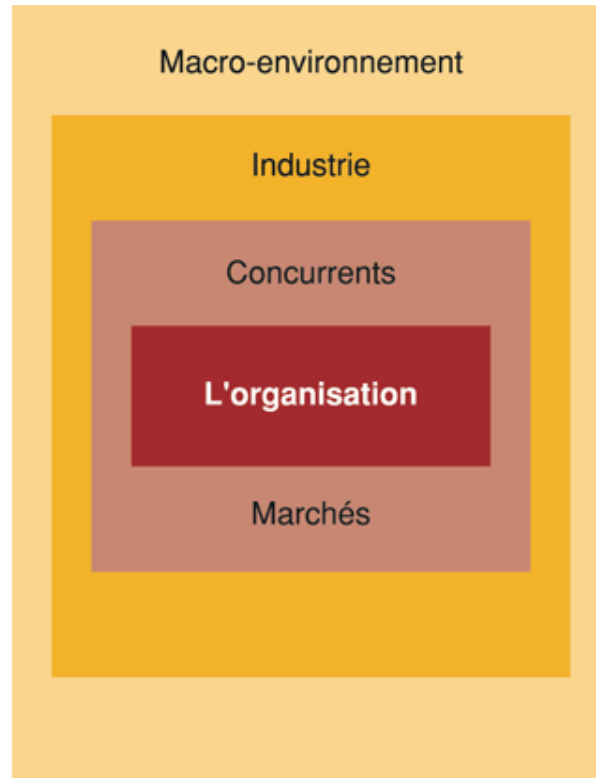 Macro-environnement
Industrie
Concurrents
L'organisation
Marchés